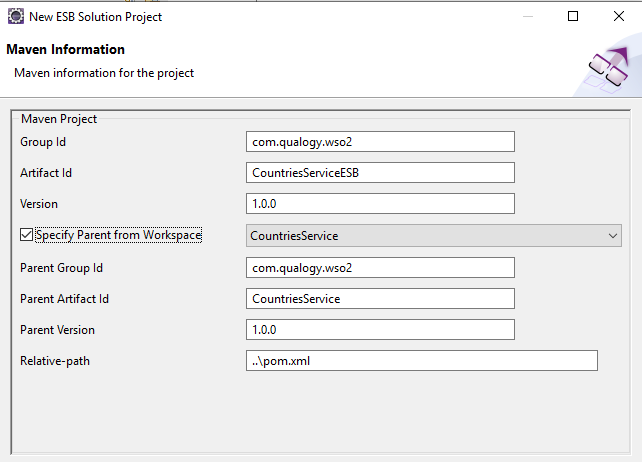 New ESB Solution Project
Maven Information
Maven information for the project
Maven Project
Group Id com.qualogy.wso2
Artifact Id CountriesServiceESB
Version 1.0.0
Specify Parent from Workspace CountriesService
Parent Group Id com.qualogy.wso2
Parent Artifact Id CountriesService
Parent Version 1.0.0
Relative-path ..\pom.xml